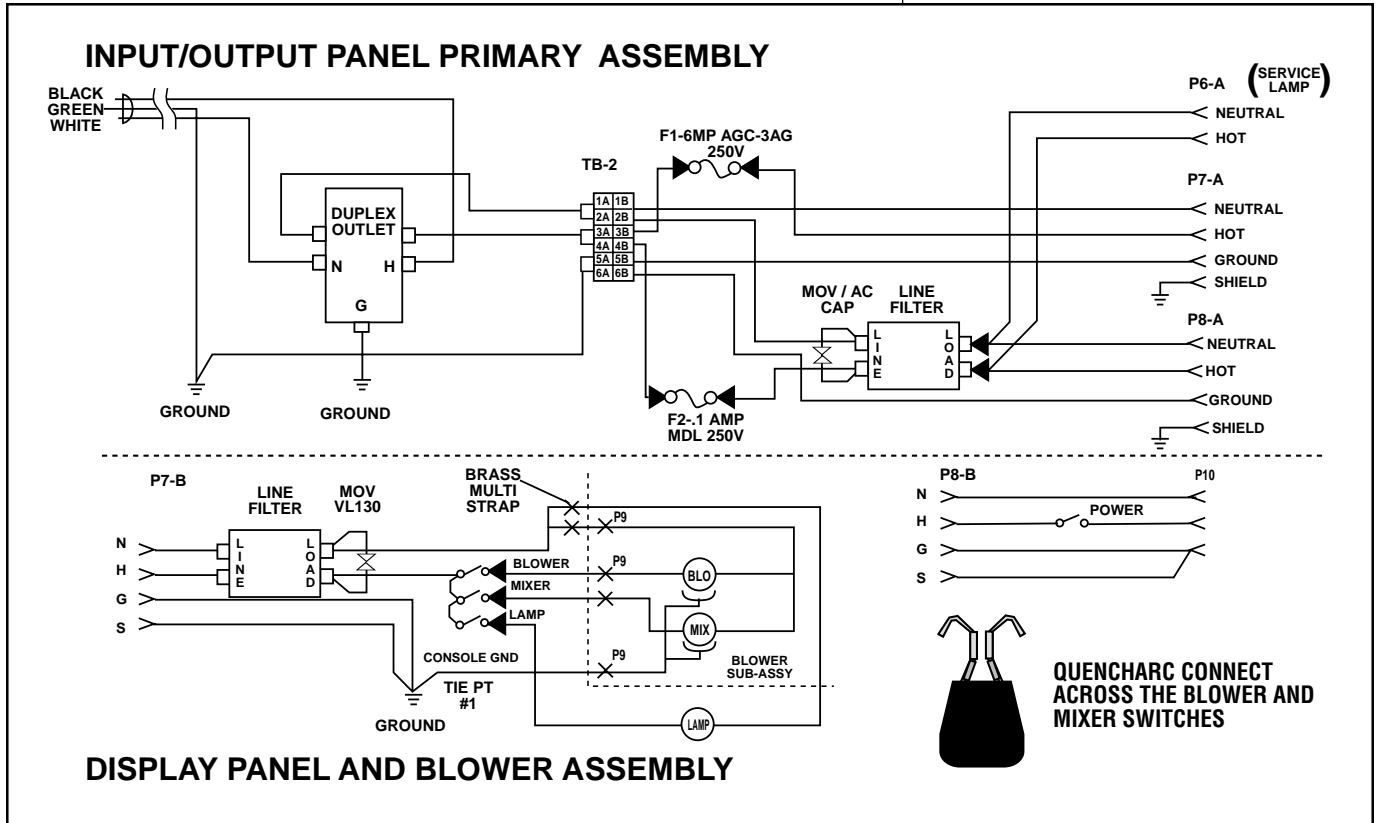 INPUT/OUTPUT PANEL PRIMARY ASSEMBLY
BLACK
GREEN
WHITE
DUPLEX
OUTLET
N
H
G
GROUND
GROUND
TB-2
1A 1B
2A 2B
3A 3B
4A 4B
5A 5B
6A 6B
F1-6MP AGC-3AG
250V
F2-.1 AMP
MDL 250V
MOV / AC
CAP
LINE
FILTER
LINE
LOAD
P6-A
(SERVICE
LAMP)
NEUTRAL
HOT
P7-A
NEUTRAL
HOT
GROUND
SHIELD
P8-A
NEUTRAL
HOT
GROUND
SHIELD
P7-B
N
H
G
S
LINE
FILTER
LINE
LOAD
MOV
VL130
BRASS
MULTI
STRAP
BLOWER
MIXER
LAMP
CONSOLE GND
TIE PT
#1
GROUND
P9
P9
P9
BLO
MIX
BLOWER
SUB-ASSY
LAMP
P8-B
P10
N
H
G
S
POWER
QUENCHARC CONNECT
ACROSS THE BLOWER AND
MIXER SWITCHES
DISPLAY PANEL AND BLOWER ASSEMBLY